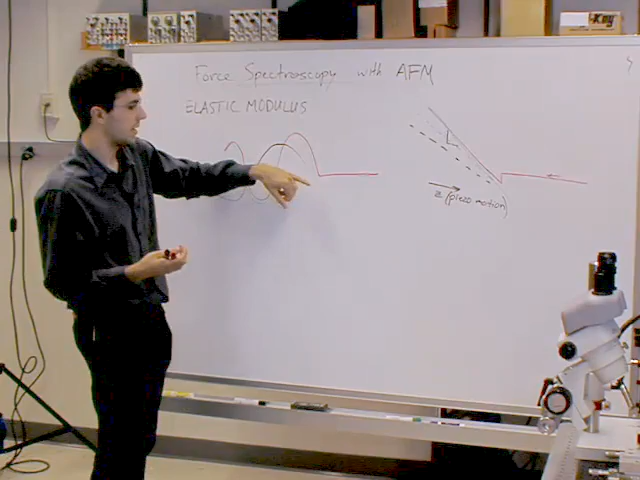 Force Spectroscopy with AFM
ELASTIC MODULUS
z (piezo motion)